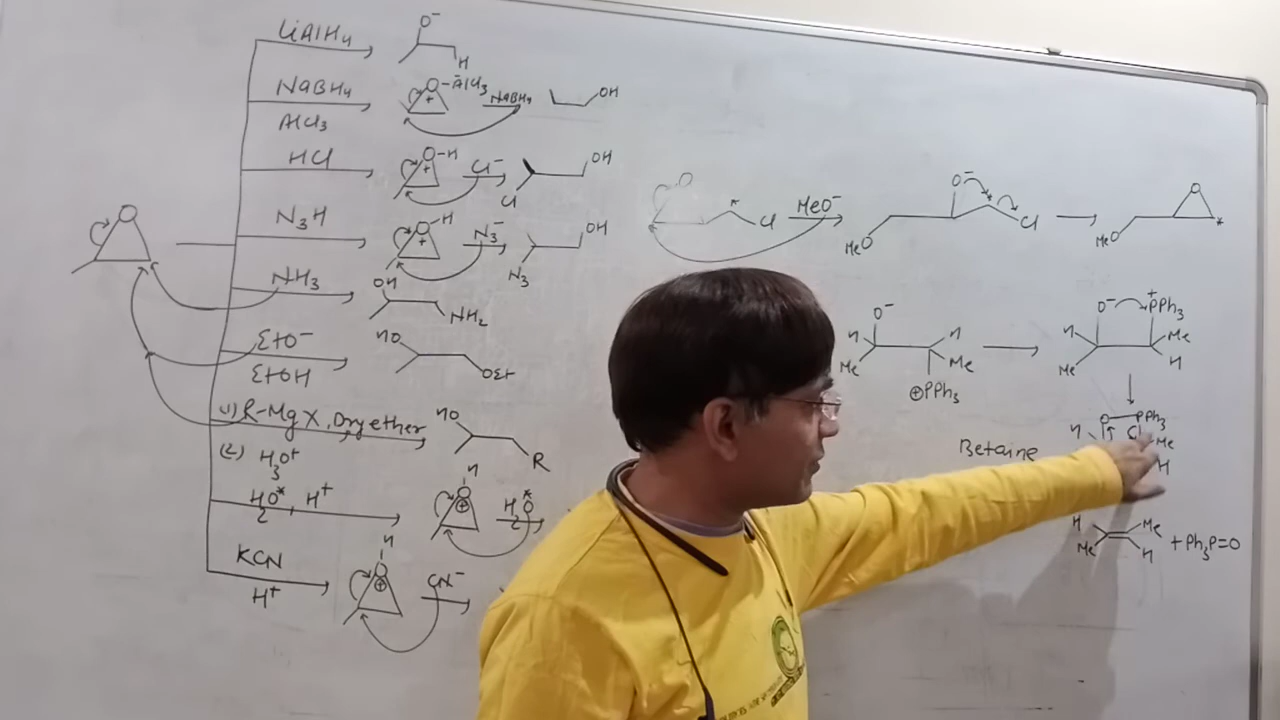 LiAlH4 O⁻ H
NaBH4 AlCl3 O⁻AlCl3 + NaBH4 OH
HCl O-H + Cl⁻ Cl OH
N3H O H + N3⁻ N3 OH
O
NH3 OH NH2
EtO⁻ EtOH HO OEt
(1) R-MgX, Dry ether HO R
(2) H3O⁺
H2O*, H⁺ H O ⊕ H2O*
KCN H⁺ H O ⊕ CN⁻
O * Cl MeO⁻ MeO O⁻ * Cl MeO O *
O⁻ H Me H Me ⊕PPh3
O⁻ +PPh3 H Me Me H
Betaine
O PPh3 H Me H
H Me Me H + Ph3P=O